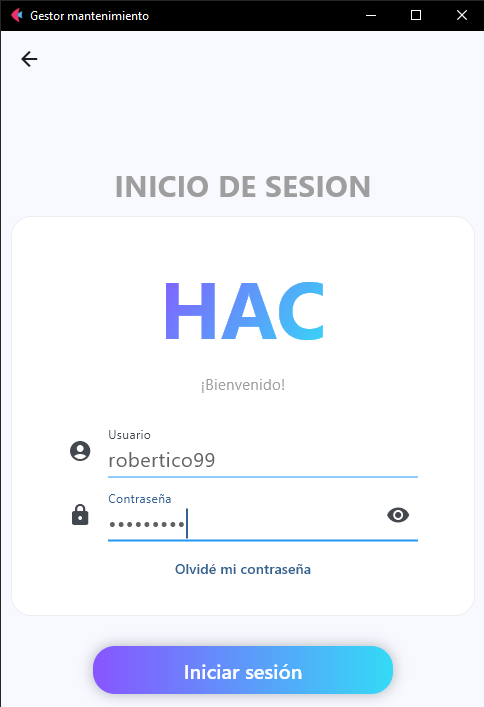 Gestor mantenimiento
INICIO DE SESION
HAC
¡Bienvenido!
Usuario
robertico99
Contraseña
•••••••••
Olvidé mi contraseña
Iniciar sesión